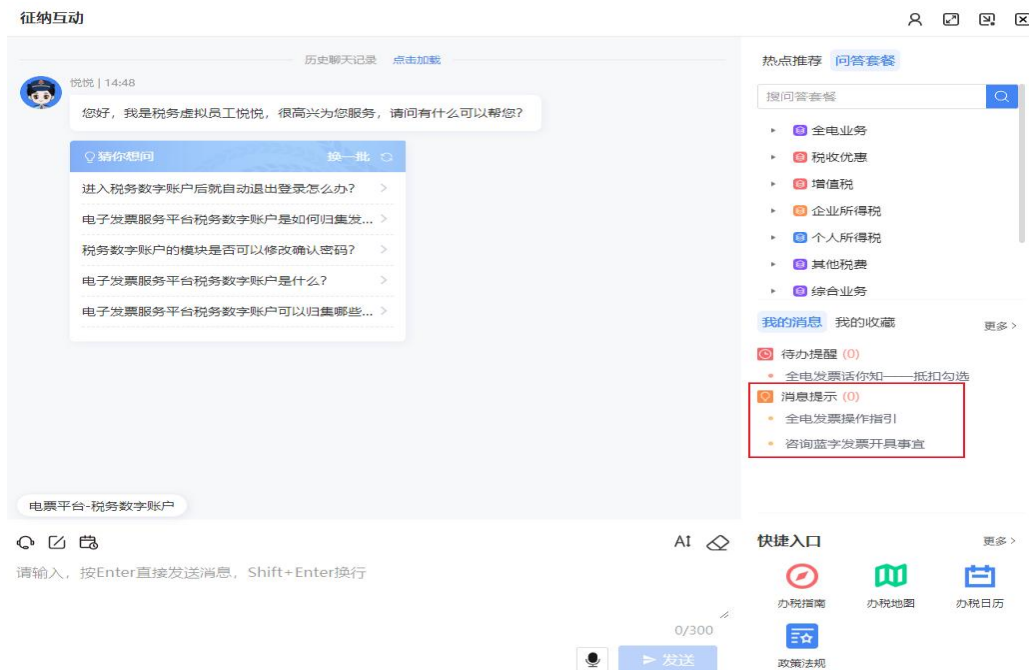 征纳互动
历史聊天记录 点击加载
悦悦 | 14:48
您好，我是税务虚拟员工悦悦，很高兴为您服务，请问有什么可以帮您？
猜你想问 换一批
进入税务数字账户后就自动退出登录怎么办？
电子发票服务平台税务数字账户是如何归集发...
税务数字账户的模块是否可以修改确认密码？
电子发票服务平台税务数字账户是什么？
电子发票服务平台税务数字账户可以归集哪些...
电票平台-税务数字账户
请输入，按Enter直接发送消息，Shift+Enter换行
0/300
发送
热点推荐 问答套餐
搜问答套餐
全电业务
税收优惠
增值税
企业所得税
个人所得税
其他税费
综合业务
我的消息 我的收藏 更多>
待办提醒 (0)
全电发票话你知——抵扣勾选
消息提示 (0)
全电发票操作指引
咨询蓝字发票开具事宜
快捷入口 更多>
办税指南 办税地图 办税日历
政策法规